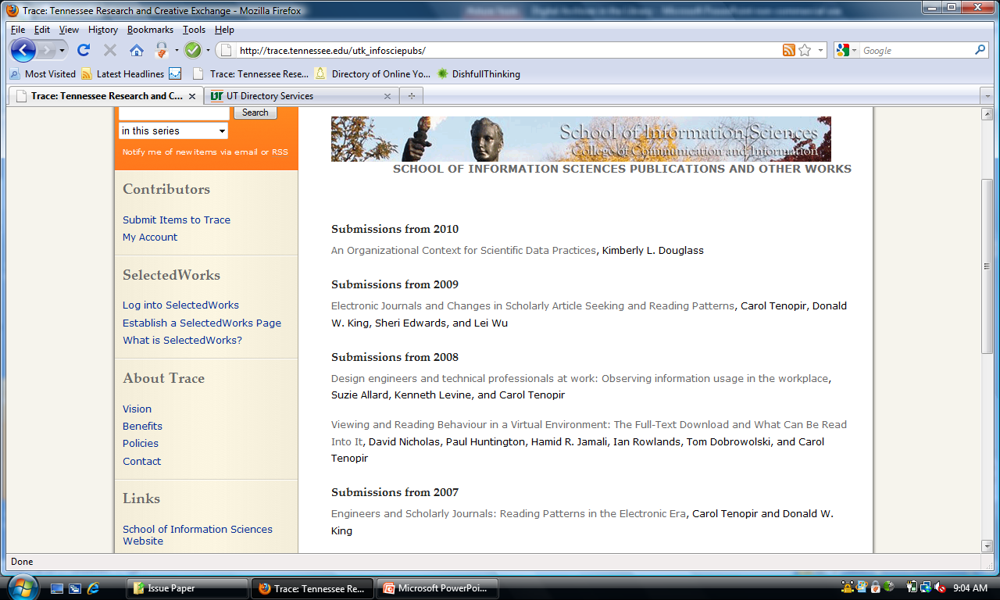 Trace: Tennessee Research and Creative Exchange - Mozilla Firefox
File Edit View History Bookmarks Tools Help
http://trace.tennessee.edu/utk_infosciepubs/
Google
Most Visited Latest Headlines Trace: Tennessee Rese... Directory of Online Yo... DishfullThinking
Trace: Tennessee Research and C... UT UT Directory Services
Search
in this series
Notify me of new items via email or RSS
Contributors
Submit Items to Trace
My Account
SelectedWorks
Log into SelectedWorks
Establish a SelectedWorks Page
What is SelectedWorks?
About Trace
Vision
Benefits
Policies
Contact
Links
School of Information Sciences
Website
School of Information Sciences
College of Communication and Information
SCHOOL OF INFORMATION SCIENCES PUBLICATIONS AND OTHER WORKS
Submissions from 2010
An Organizational Context for Scientific Data Practices, Kimberly L. Douglass
Submissions from 2009
Electronic Journals and Changes in Scholarly Article Seeking and Reading Patterns, Carol Tenopir, Donald
W. King, Sheri Edwards, and Lei Wu
Submissions from 2008
Design engineers and technical professionals at work: Observing information usage in the workplace,
Suzie Allard, Kenneth Levine, and Carol Tenopir
Viewing and Reading Behaviour in a Virtual Environment: The Full-Text Download and What Can Be Read
Into It, David Nicholas, Paul Huntington, Hamid R. Jamali, Ian Rowlands, Tom Dobrowolski, and Carol
Tenopir
Submissions from 2007
Engineers and Scholarly Journals: Reading Patterns in the Electronic Era, Carol Tenopir and Donald W.
King
Done
Issue Paper Trace: Tennessee Re... Microsoft PowerPoi... 9:04 AM